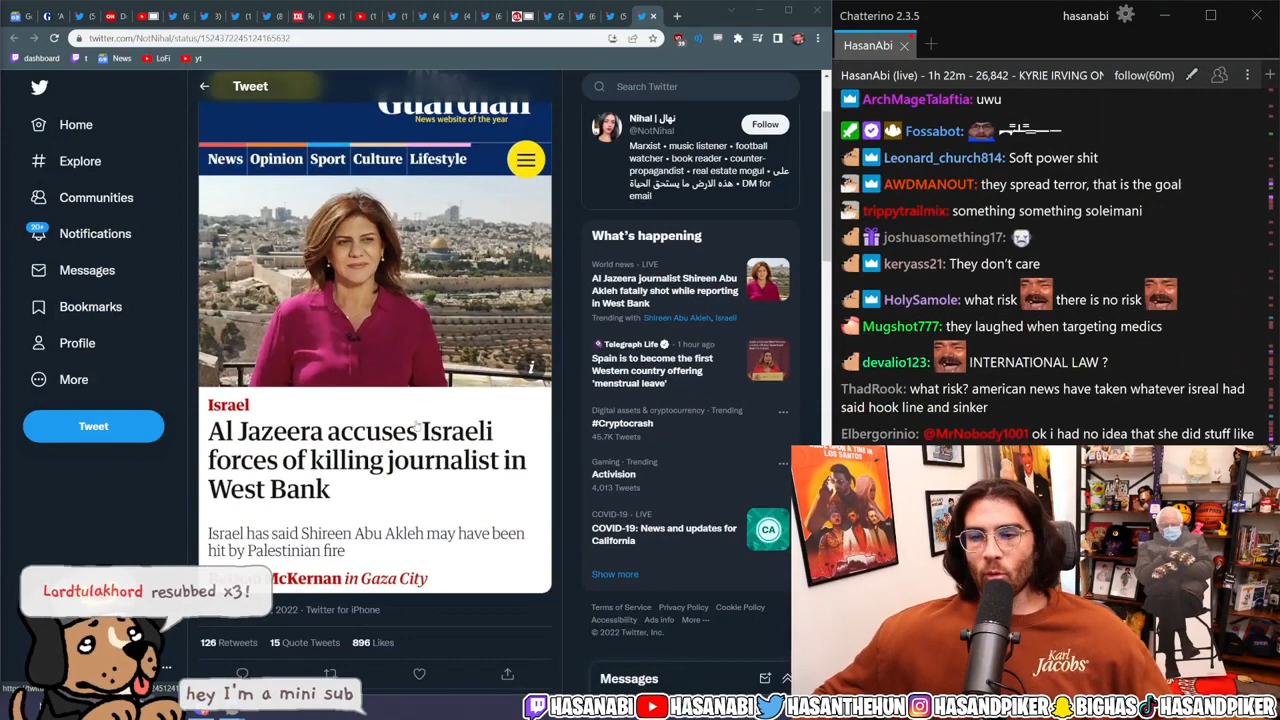 twitter.com/NotNihal/status/1524372245124165632
dashboard
t
News
LoFi
yt
Home
Explore
Communities
20+
Notifications
Messages
Bookmarks
Profile
More
Tweet
Tweet
Guardian
News website of the year
News Opinion Sport Culture Lifestyle
Israel
Al Jazeera accuses Israeli
forces of killing journalist in
West Bank
Israel has said Shireen Abu Akleh may have been
hit by Palestinian fire
McKernan in Gaza City
2022 · Twitter for iPhone
126 Retweets 15 Quote Tweets 896 Likes
Lordtulakhord resubbed x3!
hey I'm a mini sub
Search Twitter
Nihal | نهال
@NotNihal
Follow
Marxist • music listener • football
watcher • book reader • counter-
propagandist • real estate mogul • على
هذه الارض ما يستحق الحياة • DM for
email
What's happening
World news · LIVE
Al Jazeera journalist Shireen Abu
Akleh fatally shot while reporting
in West Bank
Trending with Shireen Abu Akleh, Israeli
Telegraph Life · 1 hour ago
Spain is to become the first
Western country offering
'menstrual leave'
Digital assets & cryptocurrency · Trending
#Cryptocrash
45.7K Tweets
Gaming · Trending
Activision
4,013 Tweets
COVID-19 · LIVE
COVID-19: News and updates for
California
CA
Show more
Terms of Service Privacy Policy Cookie Policy
Accessibility Ads info More ···
© 2022 Twitter, Inc.
Messages
Chatterino 2.3.5
hasanabi
HasanAbi
HasanAbi (live) - 1h 22m - 26,842 - KYRIE IRVING ON
follow(60m)
ArchMageTalaftia: uwu
Fossabot:
Leonard_church814: Soft power shit
AWDMANOUT: they spread terror, that is the goal
trippytrailmix: something something soleimani
joshuasomething17:
keryass21: They don't care
HolySamole: what risk there is no risk
Mugshot777: they laughed when targeting medics
devalio123: INTERNATIONAL LAW ?
ThadRook: what risk? american news have taken whatever isreal had
said hook line and sinker
Elbergorinio: @MrNobody1001 ok i had no idea that she did stuff like
LOS SANTOS
Karl
Jacobs
HASANABI HASANABI HASANTHEHUN HASANDPIKER BIGHAS HASANDPIKER